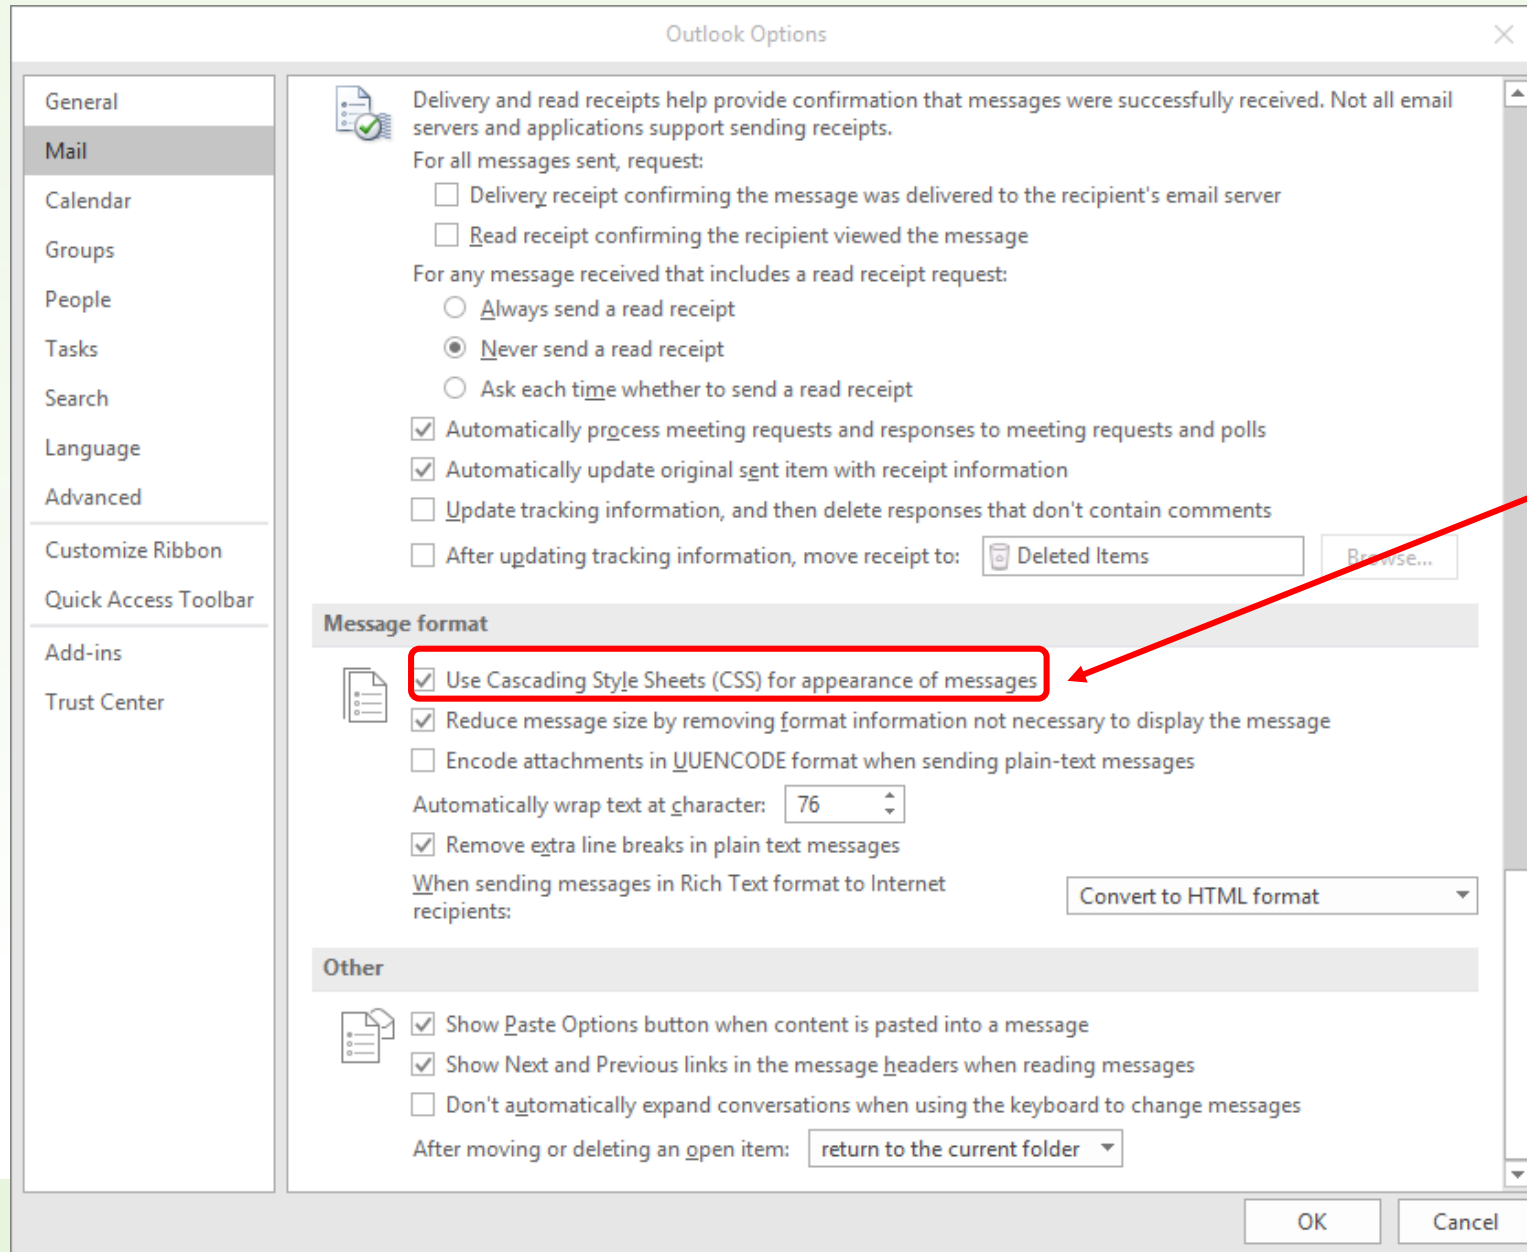 Outlook Options
General
Mail
Calendar
Groups
People
Tasks
Search
Language
Advanced
Customize Ribbon
Quick Access Toolbar
Add-ins
Trust Center
Delivery and read receipts help provide confirmation that messages were successfully received. Not all email
servers and applications support sending receipts.
For all messages sent, request:
Delivery receipt confirming the message was delivered to the recipient's email server
Read receipt confirming the recipient viewed the message
For any message received that includes a read receipt request:
Always send a read receipt
Never send a read receipt
Ask each time whether to send a read receipt
Automatically process meeting requests and responses to meeting requests and polls
Automatically update original sent item with receipt information
Update tracking information, and then delete responses that don't contain comments
After updating tracking information, move receipt to: Deleted Items Browse...
Message format
Use Cascading Style Sheets (CSS) for appearance of messages
Reduce message size by removing format information not necessary to display the message
Encode attachments in UUENCODE format when sending plain-text messages
Automatically wrap text at character: 76
Remove extra line breaks in plain text messages
When sending messages in Rich Text format to Internet
recipients:
Convert to HTML format
Other
Show Paste Options button when content is pasted into a message
Show Next and Previous links in the message headers when reading messages
Don't automatically expand conversations when using the keyboard to change messages
After moving or deleting an open item: return to the current folder
OK Cancel